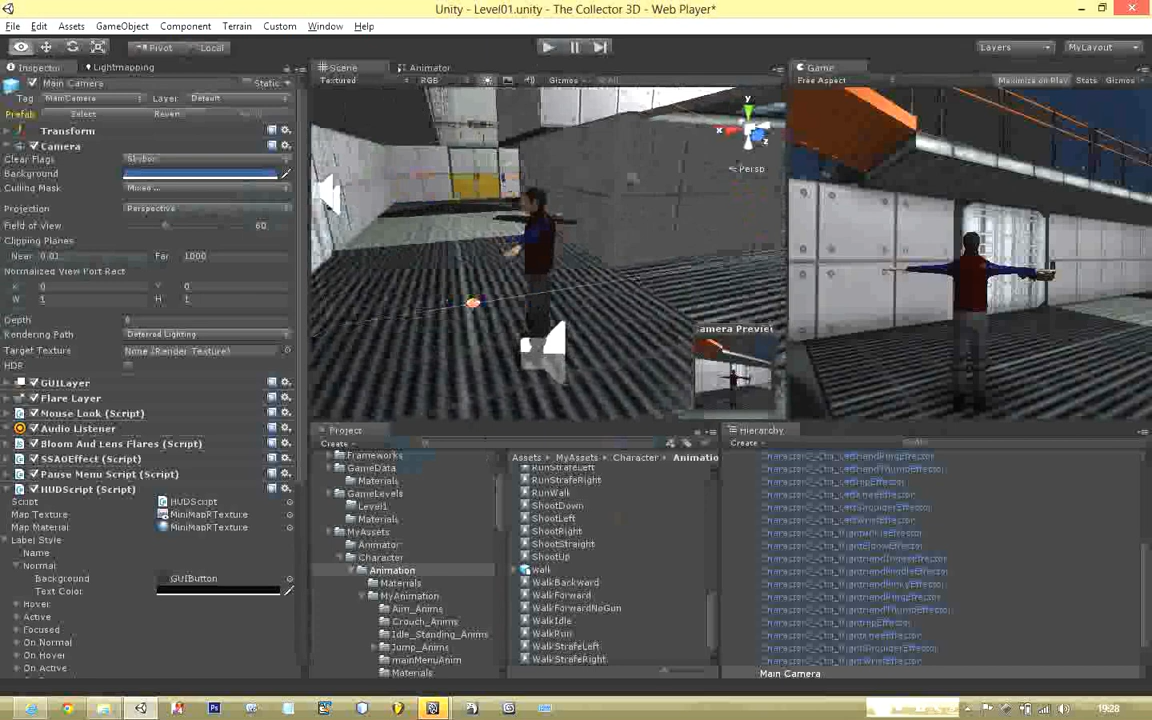 Unity - Level01.unity - The Collector 3D - Web Player*
File Edit Assets GameObject Component Terrain Custom Window Help
Pivot Local
Layers MyLayout
Inspector Lightmapping
Main Camera Static
Tag MainCamera Layer Default
Prefab Select Revert
Transform
Camera
Clear Flags Skybox
Background
Culling Mask Mixed ...
Projection Perspective
Field of View 60
Clipping Planes
Near 0.01 Far 1000
Normalized View Port Rect
X 0 Y 0
W 1 H 1
Depth
Rendering Path Deferred Lighting
Target Texture None (Render Texture)
HDR
GUILayer
Flare Layer
Mouse Look (Script)
Audio Listener
Bloom And Lens Flares (Script)
SSAOEffect (Script)
Pause Menu Script (Script)
HUDScript (Script)
Script HUDScript
Map Texture MiniMapRTexture
Map Material MiniMapRTexture
Label Style
Name
Normal
Background GUIButton
Text Color
Hover
Active
Focused
On Normal
On Hover
On Active
Scene Animator
Textured RGB Gizmos
y
x
z
Persp
amera Previe
Game
Free Aspect Maximize on Play Stats Gizmos
Project
Create
Frameworks
GameData
Materials
GameLevels
Level1
Materials
MyAssets
Animator
Character
Animation
Materials
MyAnimation
Aim_Anims
Crouch_Anims
Idle_Standing_Anims
Jump_Anims
mainMenuAnim
Materials
Assets MyAssets Character Animatio
RunStrafeLeft
RunStrafeRight
RunWalk
ShootDown
ShootLeft
ShootRight
ShootStraight
ShootUp
walk
WalkBackward
WalkForward
WalkForwardNoGun
WalkIdle
WalkRun
WalkStrafeLeft
WalkStrafeRight
Hierarchy
Create
Main Camera
19:28